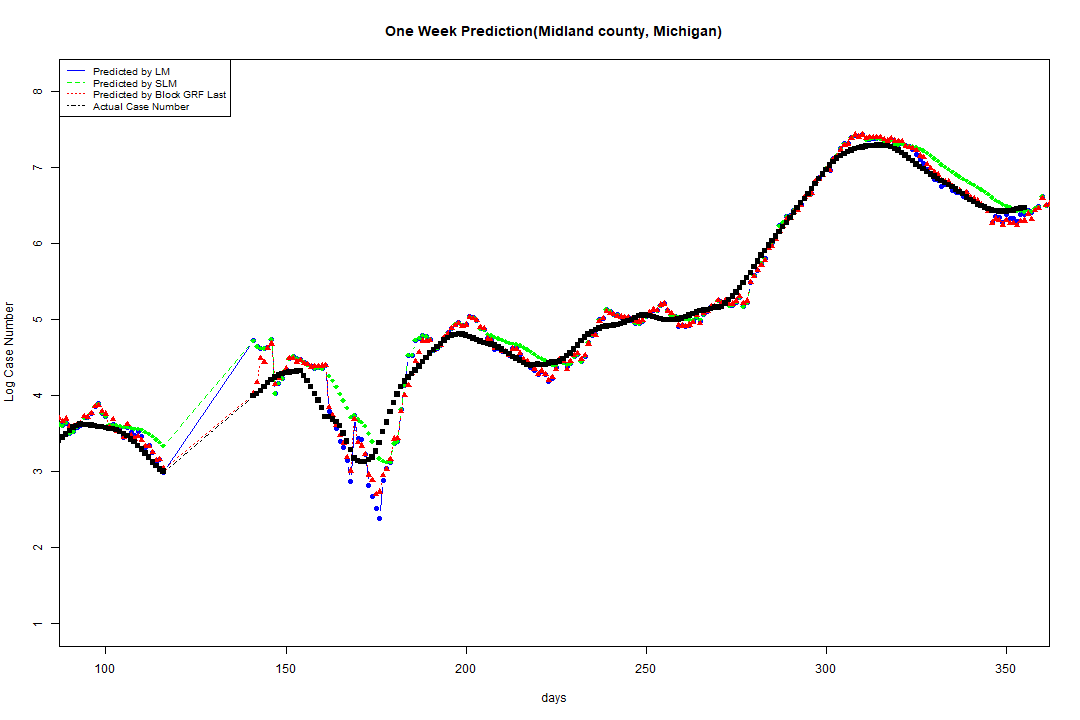 One Week Prediction(Midland county, Michigan)
Predicted by LM
Predicted by SLM
Predicted by Block GRF Last
Actual Case Number
8
7
6
5
4
3
2
1
Log Case Number
100 150 200 250 300 350
days